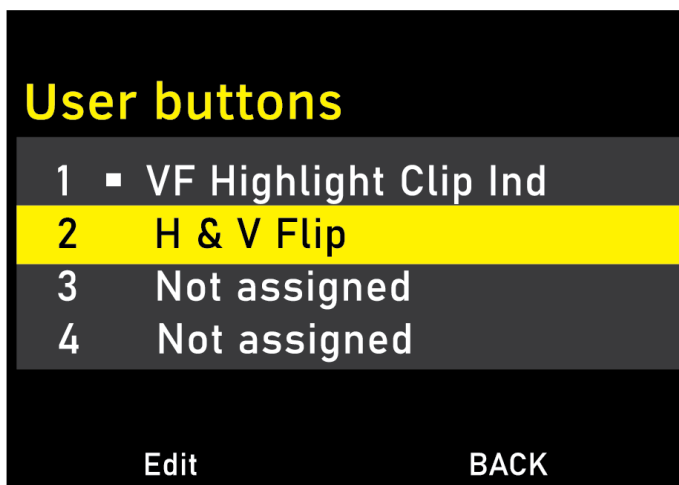 User buttons
1 ▪ VF Highlight Clip Ind
2 H & V Flip
3 Not assigned
4 Not assigned
Edit BACK